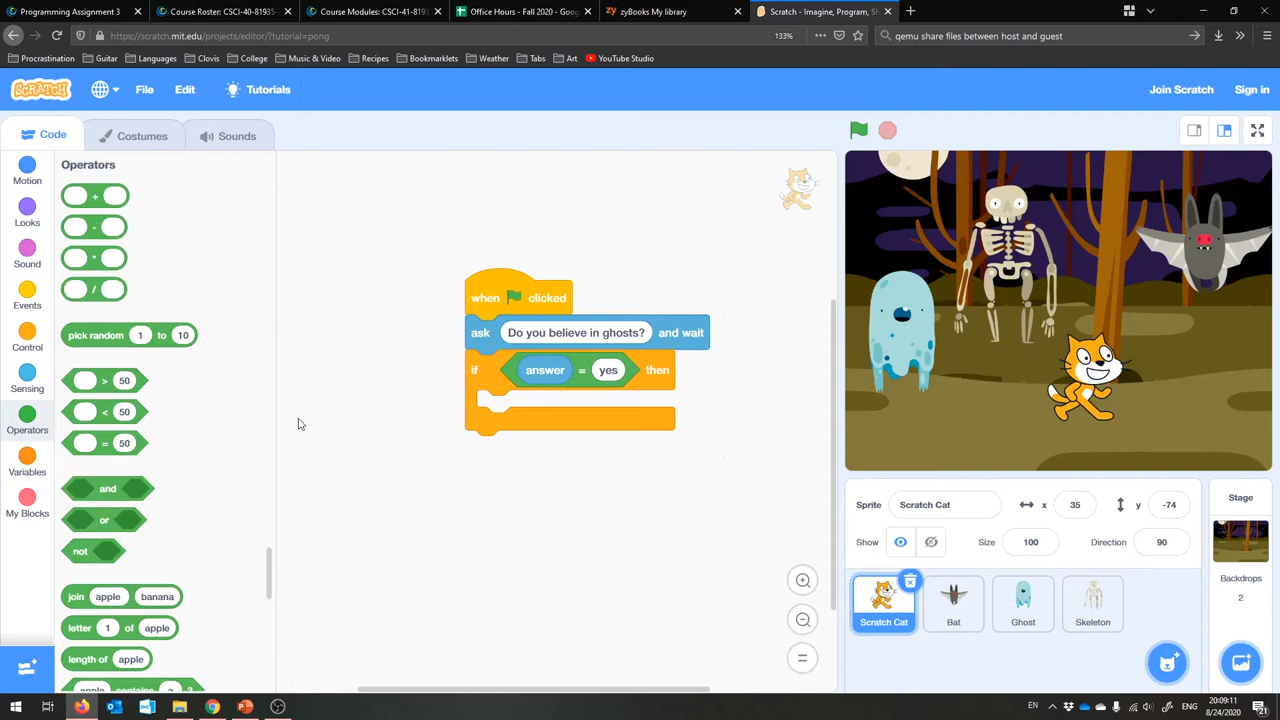 Programming Assignment 3
Course Roster: CSCI-40-81935-
Course Modules: CSCI-41-81933-
Office Hours - Fall 2020 - Goog
zyBooks My library
Scratch - Imagine, Program, Sh
https://scratch.mit.edu/projects/editor/?tutorial=pong
133%
qemu share files between host and guest
Procrastination
Guitar
Languages
Clovis
College
Music & Video
Recipes
Bookmarklets
Weather
Tabs
Art
YouTube Studio
SCRATCH
File
Edit
Tutorials
Join Scratch
Sign in
Code
Costumes
Sounds
Motion
Looks
Sound
Events
Control
Sensing
Operators
Variables
My Blocks
Operators
+
-
*
/
pick random 1 to 10
> 50
< 50
= 50
and
or
not
join apple banana
letter 1 of apple
length of apple
apple contains a ?
when clicked
ask Do you believe in ghosts? and wait
if answer = yes then
Sprite Scratch Cat x 35 y -74
Show Size 100 Direction 90
Scratch Cat
Bat
Ghost
Skeleton
Stage
Backdrops
2
EN
20:09:11
8/24/2020
21